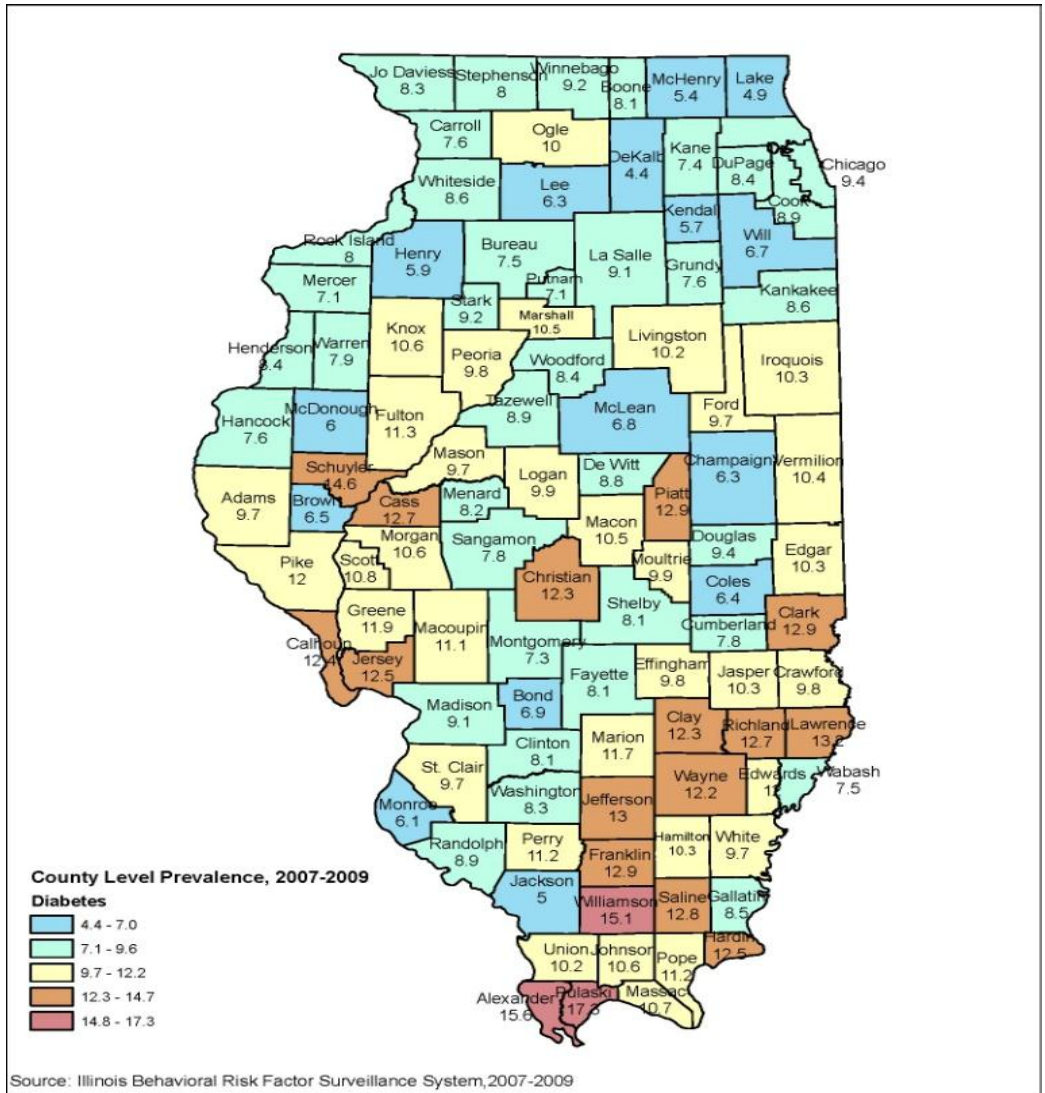 Jo Daviess
8.3
Stephenson
8
Winnebago
9.2
Boone
8.1
McHenry
5.4
Lake
4.9
Carroll
7.6
Ogle
10
DeKalb
4.4
Kane
7.4
DuPage
8.4
Chicago
9.4
Cook
8.9
Whiteside
8.6
Lee
6.3
Kendal
5.7
Will
6.7
Rock Island
8
Henry
5.9
Bureau
7.5
La Salle
9.1
Grundy
7.6
Kankakee
8.6
Mercer
7.1
Putnam
7.1
Stark
9.2
Marshall
10.5
Knox
10.6
Peoria
9.8
Livingston
10.2
Iroquois
10.3
Henderson
Warren
7.9
Woodford
8.4
Tazewell
8.9
McLean
6.8
Ford
9.7
Hancock
7.6
McDonough
6
Fulton
11.3
Mason
9.7
Logan
9.9
De Witt
8.8
Champaign
6.3
Vermilion
10.4
Schuyler
14.6
Adams
9.7
Brown
6.5
Cass
12.7
Menard
8.2
Piatt
12.9
Macon
10.5
Morgan
10.6
Sangamon
7.8
Douglas
9.4
Edgar
10.3
Pike
12
Scott
10.8
Christian
12.3
Moultrie
9.9
Coles
6.4
Greene
11.9
Macoupin
11.1
Shelby
8.1
Cumberland
7.8
Clark
12.9
Calhoun
12.4
Jersey
12.5
Montgomery
7.3
Fayette
8.1
Effingham
9.8
Jasper
10.3
Crawford
9.8
Madison
9.1
Bond
6.9
Clay
12.3
Richland
12.7
Lawrence
13.2
Clinton
8.1
Marion
11.7
St. Clair
9.7
Wayne
12.2
Edwards
Wabash
7.5
Monroe
6.1
Washington
8.3
Jefferson
13
Randolph
8.9
Perry
11.2
Hamilton
10.3
White
9.7
Franklin
12.9
Jackson
5
Williamson
15.1
Saline
12.8
Gallatin
8.5
Hardin
12.5
Union
10.2
Johnson
10.6
Pope
11.2
Alexander
15.6
Pulaski
17.3
Massac
10.7
County Level Prevalence, 2007-2009
Diabetes
4.4 - 7.0
7.1 - 9.6
9.7 - 12.2
12.3 - 14.7
14.8 - 17.3
Source: Illinois Behavioral Risk Factor Surveillance System,2007-2009